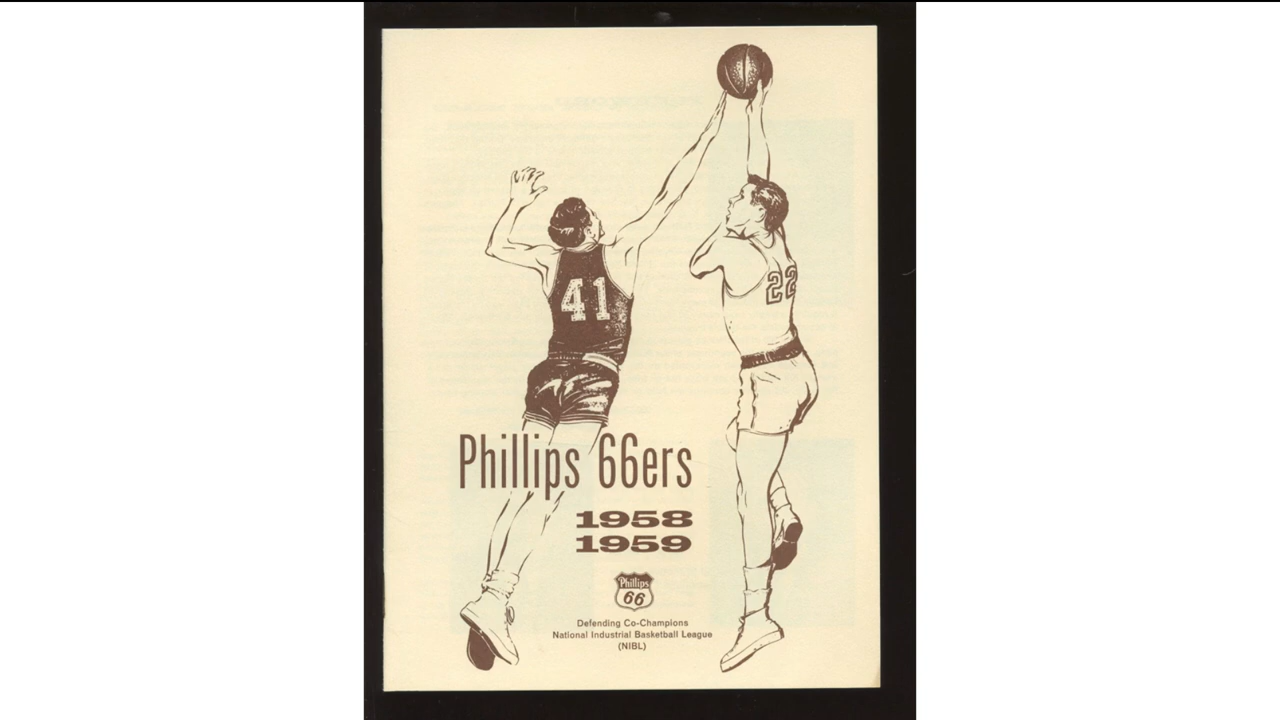 41
22
Phillips 66ers
1958
1959
Phillips
66
Defending Co-Champions
National Industrial Basketball League
(NIBL)